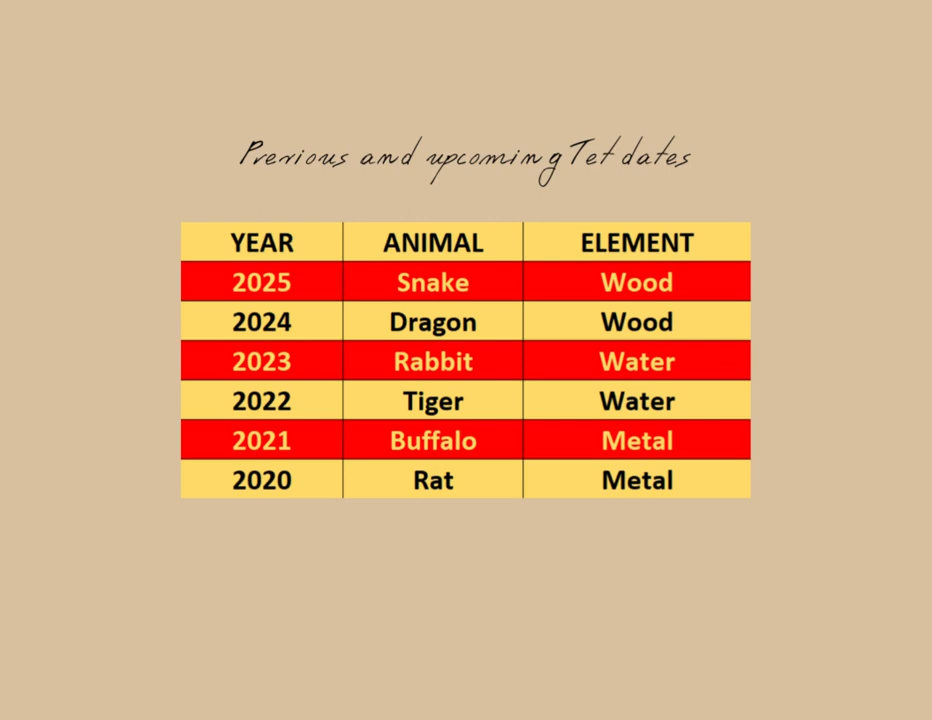 Previous and upcoming Tet dates
YEAR ANIMAL ELEMENT
2025 Snake Wood
2024 Dragon Wood
2023 Rabbit Water
2022 Tiger Water
2021 Buffalo Metal
2020 Rat Metal